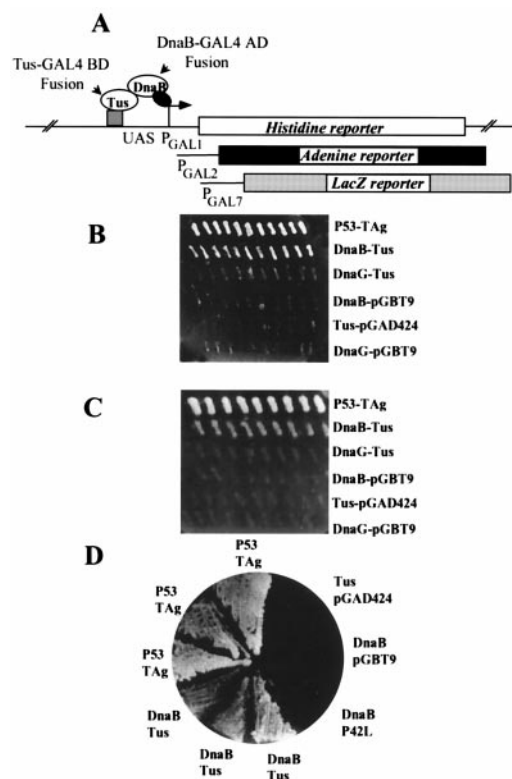 A
DnaB-GAL4 AD
Fusion
Tus-GAL4 BD
Fusion
DnaB
Tus
UAS P GAL1
Histidine reporter
P GAL2
Adenine reporter
P GAL7
LacZ reporter
B
P53-TAg
DnaB-Tus
DnaG-Tus
DnaB-pGBT9
Tus-pGAD424
DnaG-pGBT9
C
P53-TAg
DnaB-Tus
DnaG-Tus
DnaB-pGBT9
Tus-pGAD424
DnaG-pGBT9
D
P53
TAg
Tus
pGAD424
P53
TAg
DnaB
pGBT9
P53
TAg
DnaB
P42L
DnaB
Tus
DnaB
Tus
DnaB
Tus